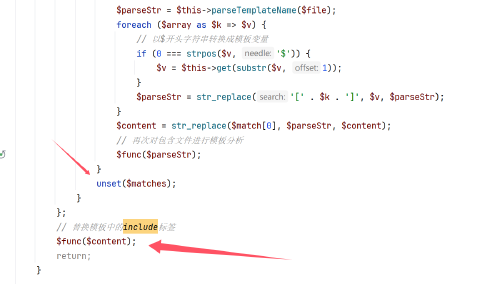 $parseStr = $this->parseTemplateName($file);
foreach ($array as $k => $v) {
// 以$开头字符串转换成模板变量
if (0 === strpos($v, needle: '$')) {
$v = $this->get(substr($v, offset: 1));
}
$parseStr = str_replace( search: '[' . $k . ']', $v, $parseStr);
}
$content = str_replace($match[0], $parseStr, $content);
// 再次对包含文件进行模板分析
$func($parseStr);
}
unset($matches);
}
};
// 替换模板中的include标签
$func($content);
return;
}